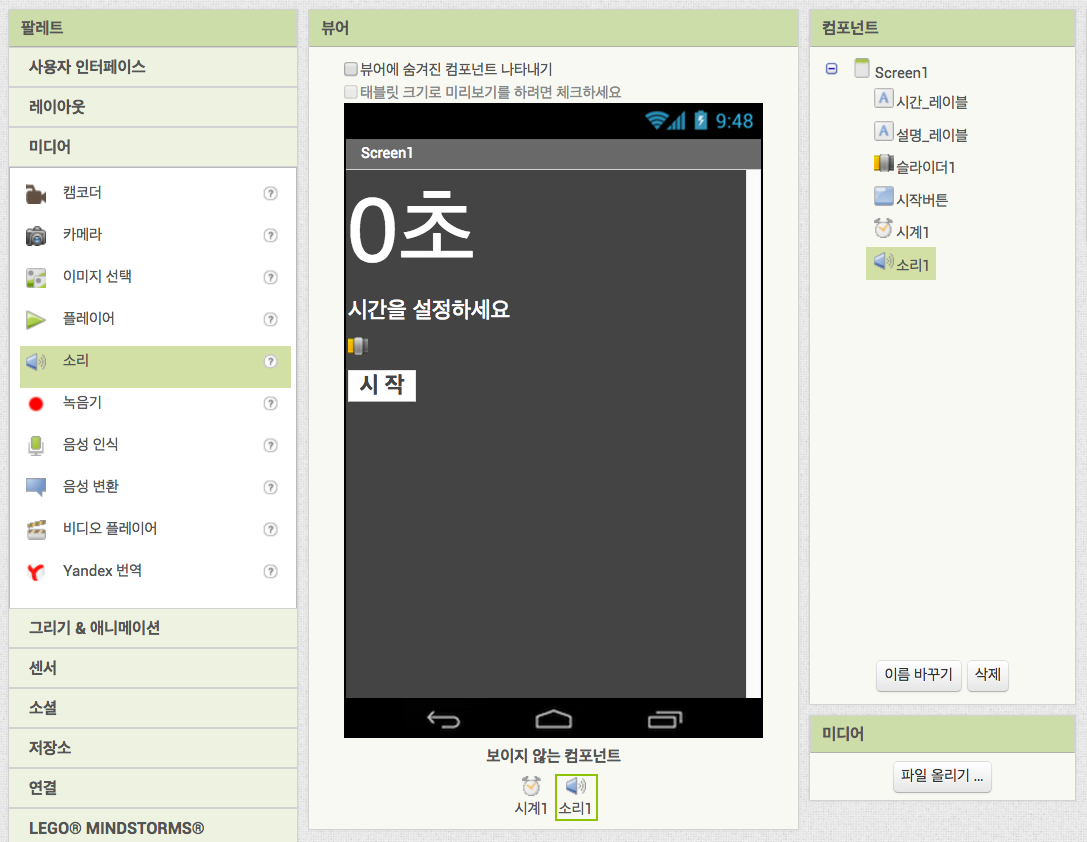 팔레트
사용자 인터페이스
레이아웃
미디어
캠코더 ?
카메라 ?
이미지 선택 ?
플레이어 ?
소리 ?
녹음기 ?
음성 인식 ?
음성 변환 ?
비디오 플레이어 ?
Yandex 번역 ?
그리기 & 애니메이션
센서
소셜
저장소
연결
LEGO® MINDSTORMS®
뷰어
뷰어에 숨겨진 컴포넌트 나타내기
태블릿 크기로 미리보기를 하려면 체크하세요
9:48
Screen1
0초
시간을 설정하세요
시 작
보이지 않는 컴포넌트
시계1 소리1
컴포넌트
Screen1
A 시간_레이블
A 설명_레이블
슬라이더1
시작버튼
시계1
소리1
이름 바꾸기 삭제
미디어
파일 올리기 ...